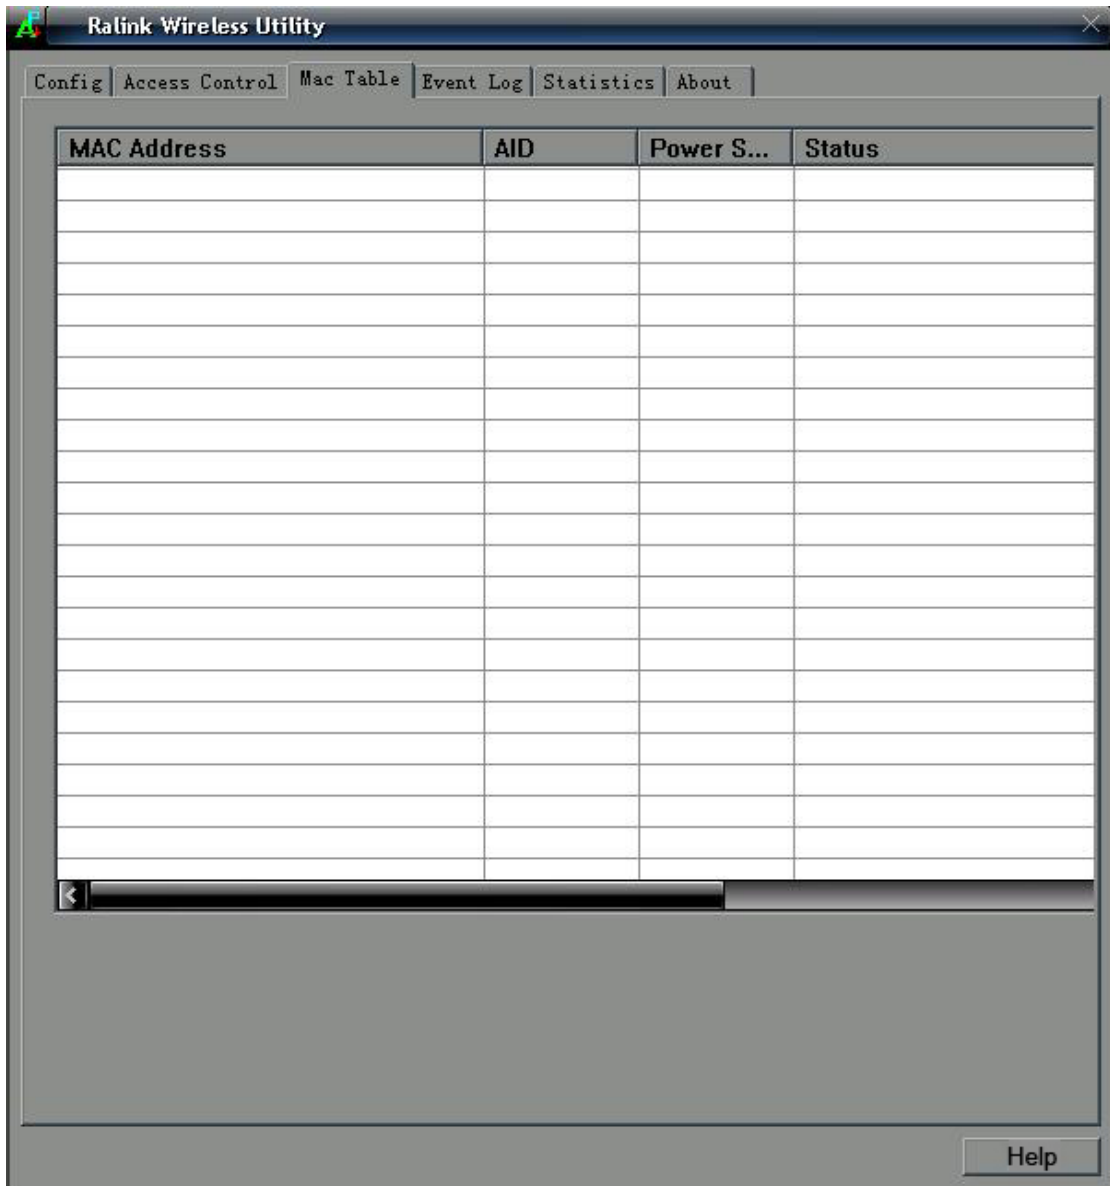 Ralink Wireless Utility
Config Access Control Mac Table Event Log Statistics About
MAC Address AID Power S... Status
Help